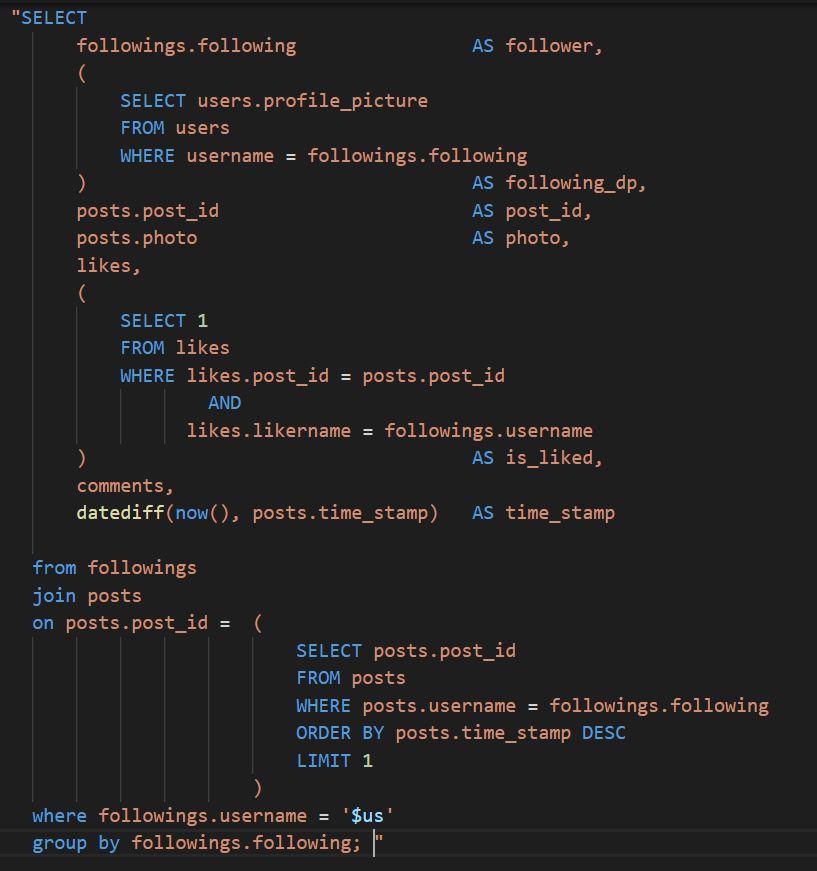 "SELECT
followings.following AS follower,
(
SELECT users.profile_picture
FROM users
WHERE username = followings.following
) AS following_dp,
posts.post_id AS post_id,
posts.photo AS photo,
likes,
(
SELECT 1
FROM likes
WHERE likes.post_id = posts.post_id
AND
likes.likername = followings.username
) AS is_liked,
comments,
datediff(now(), posts.time_stamp) AS time_stamp
from followings
join posts
on posts.post_id = (
SELECT posts.post_id
FROM posts
WHERE posts.username = followings.following
ORDER BY posts.time_stamp DESC
LIMIT 1
)
where followings.username = '$us'
group by followings.following; "